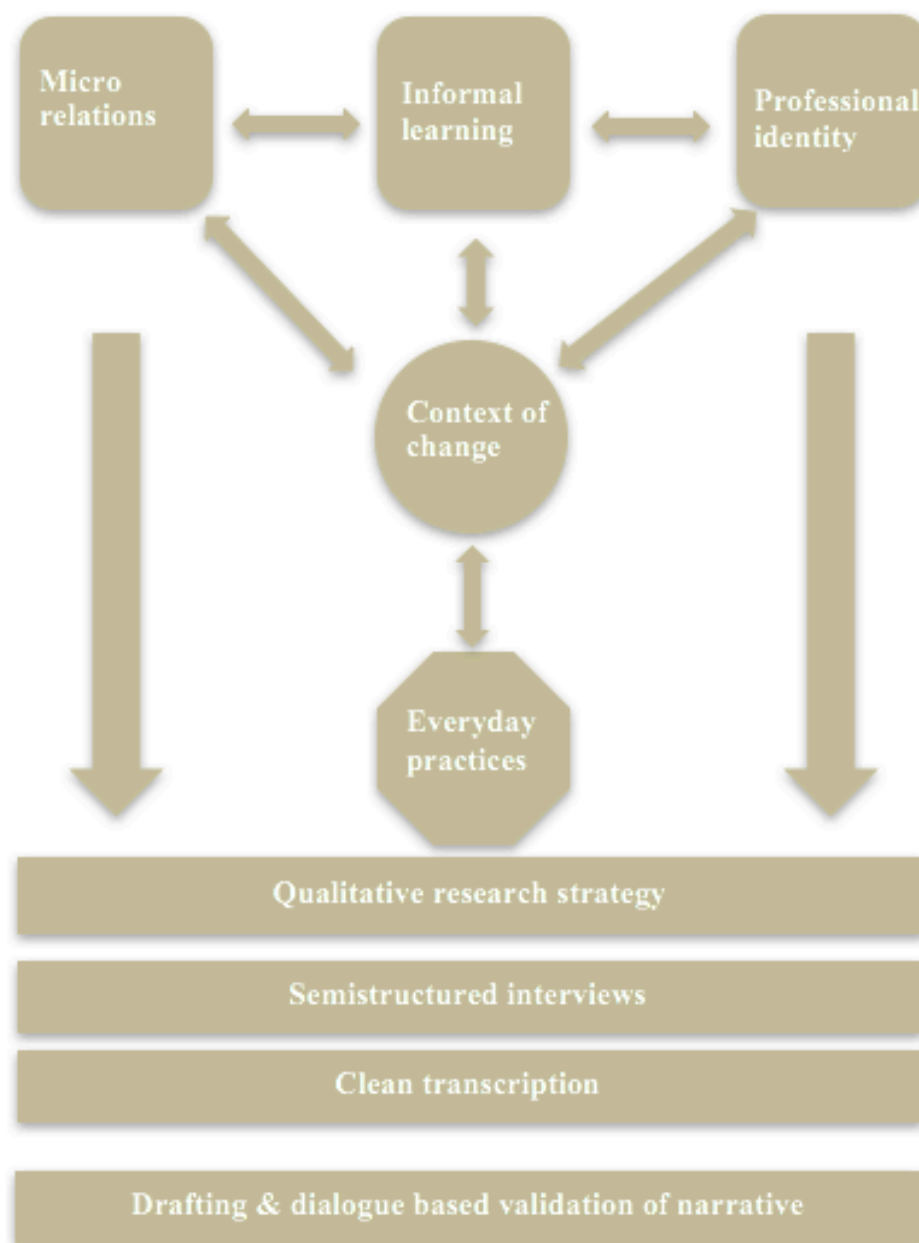 Micro
relations
Informal
learning
Professional
identity
Context of
change
Everyday
practices
Qualitative research strategy
Semistructured interviews
Clean transcription
Drafting & dialogue based validation of narrative